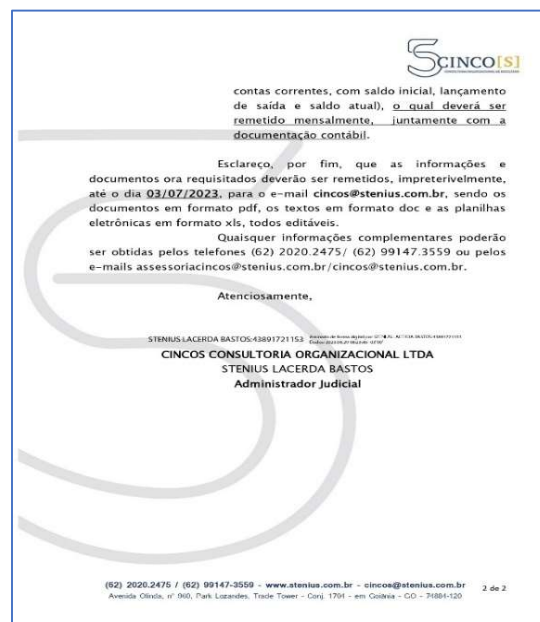 SCINCO[S]
contas correntes, com saldo inicial, lançamento
de saída e saldo atual), o qual deverá ser
remetido mensalmente, juntamente com a
documentação contábil.
Esclareço, por fim, que as informações e
documentos ora requisitados deverão ser remetidos, impreterivelmente,
até o dia 03/07/2023, para o e-mail cincos@stenius.com.br, sendo os
documentos em formato pdf, os textos em formato doc e as planilhas
eletrônicas em formato xls, todos editáveis.
Quaisquer informações complementares poderão
ser obtidas pelos telefones (62) 2020.2475/ (62) 99147.3559 ou pelos
e-mails assessoriacincos@stenius.com.br/cincos@stenius.com.br.
Atenciosamente,
STENIUS LACERDA BASTOS:43891721153
CINCOS CONSULTORIA ORGANIZACIONAL LTDA
STENIUS LACERDA BASTOS
Administrador Judicial
(62) 2020.2475 / (62) 99147-3559 - www.stenius.com.br - cincos@stenius.com.br
2 de 2
Avenida Olinda, nº 960, Park Lozandes, Trade Tower - Conj. 1704 - em Goiânia - GO - 74884-120